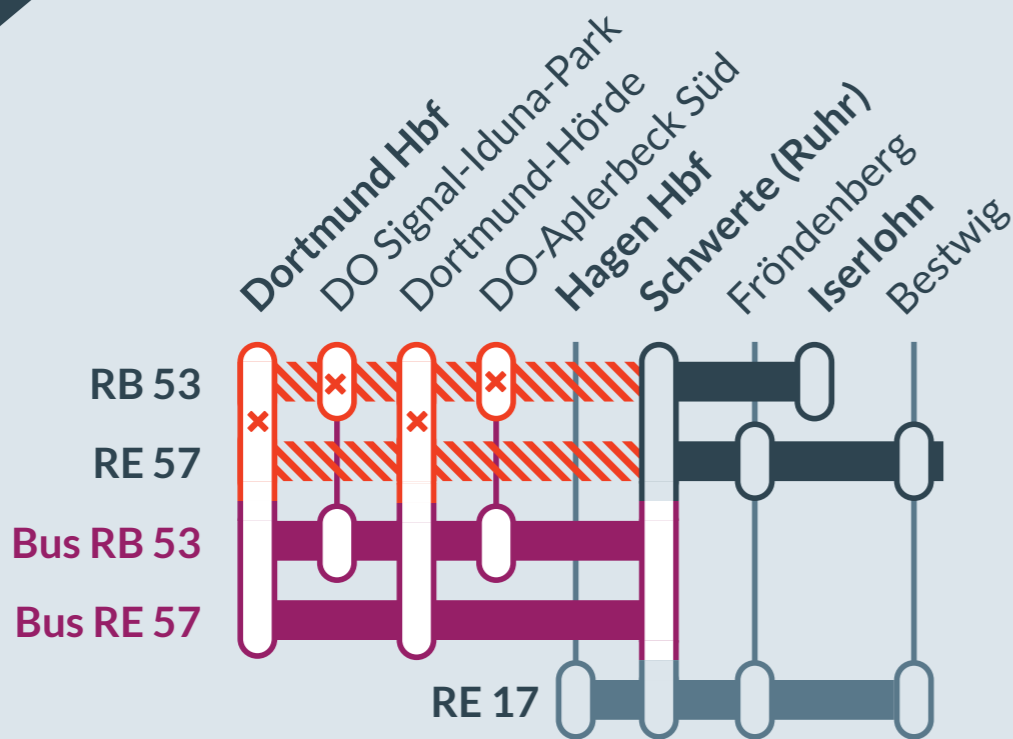 Dortmund Hbf
DO Signal-Iduna-Park
Dortmund-Hörde
DO-Aplerbeck Süd
Hagen Hbf
Schwerte (Ruhr)
Fröndenberg
Iserlohn
Bestwig
RB 53
RE 57
Bus RB 53
Bus RE 57
RE 17